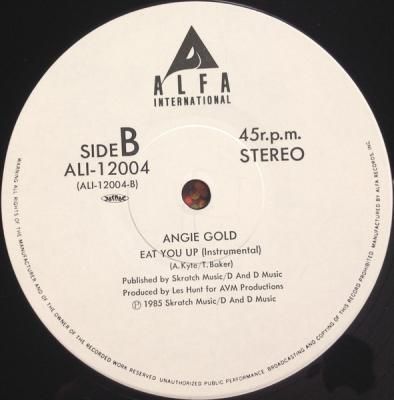 ALFA
INTERNATIONAL
SIDE B
ALI-12004
(ALI-12004-B)
JASRAC
45r.p.m.
STEREO
ANGIE GOLD
EAT YOU UP (Instrumental)
(A.Kyte/T.Baker)
Published by Skratch Music/D And D Music
Produced by Les Hunt for AVM Productions
Ⓟ 1985 Skratch Music/D And D Music
WARNING ALL RIGHTS OF THE MANUFACTURER AND OF THE OWNER OF THE RECORDED WORK RESERVED UNAUTHORIZED PUBLIC PERFORMANCE BROADCASTING AND COPYING OF THIS RECORD PROHIBITED MANUFACTURED BY ALFA RECORDS, INC.